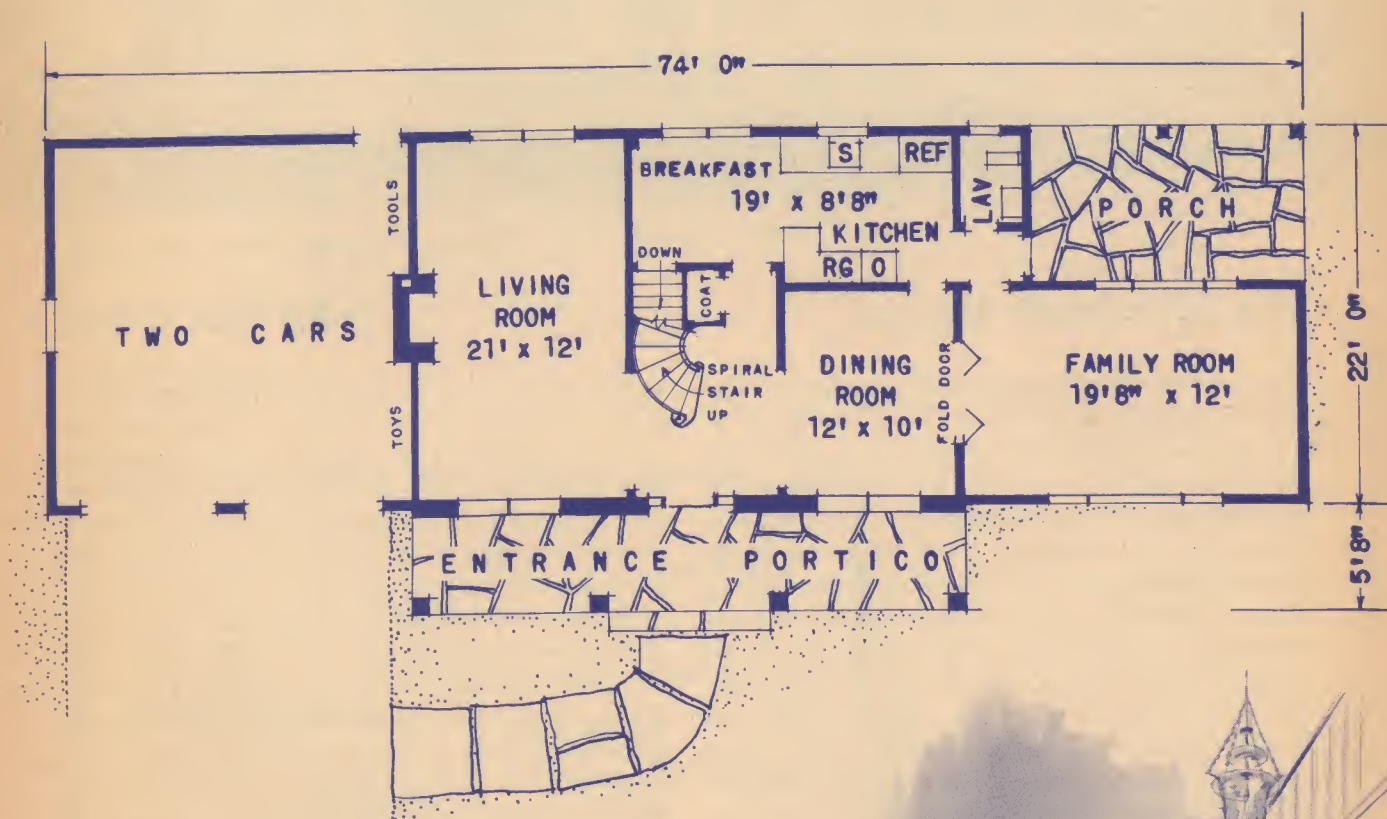 74' 0"
TWO CARS
TOOLS
TOYS
LIVING
ROOM
21' x 12'
BREAKFAST
19' x 8'8"
KITCHEN
S
REF
RG O
LAV
PORCH
DOWN
COAT
SPIRAL
STAIR
UP
DINING
ROOM
12' x 10'
FOLD DOOR
FAMILY ROOM
19'8" x 12'
22' 0"
5'8"
ENTRANCE PORTICO